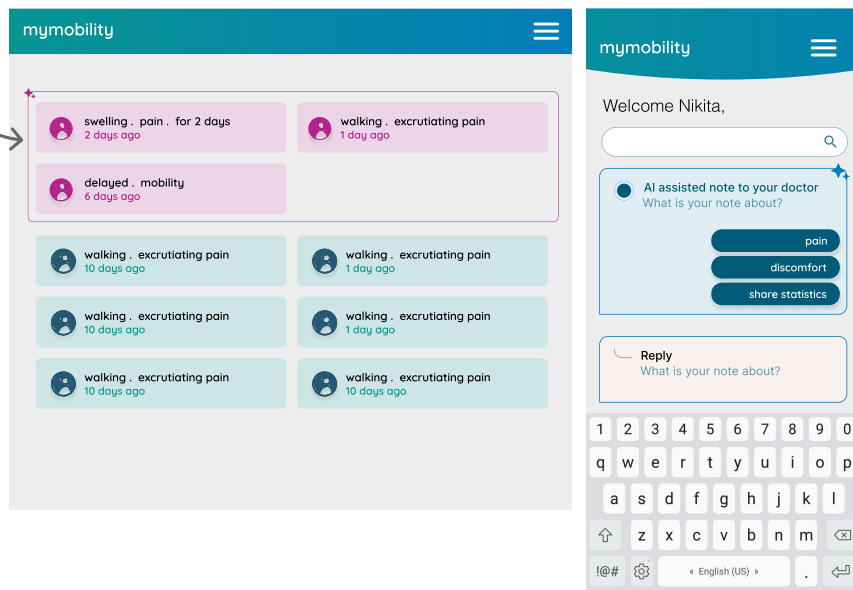 mymobility
swelling . pain . for 2 days
2 days ago
walking . excrutiating pain
1 day ago
delayed . mobility
6 days ago
walking . excrutiating pain
10 days ago
walking . excrutiating pain
1 day ago
walking . excrutiating pain
10 days ago
walking . excrutiating pain
1 day ago
walking . excrutiating pain
10 days ago
walking . excrutiating pain
10 days ago
mymobility
Welcome Nikita,
AI assisted note to your doctor
What is your note about?
pain
discomfort
share statistics
Reply
What is your note about?
1 2 3 4 5 6 7 8 9 0
q w e r t y u i o p
a s d f g h j k l
z x c v b n m
!@# English (US) .